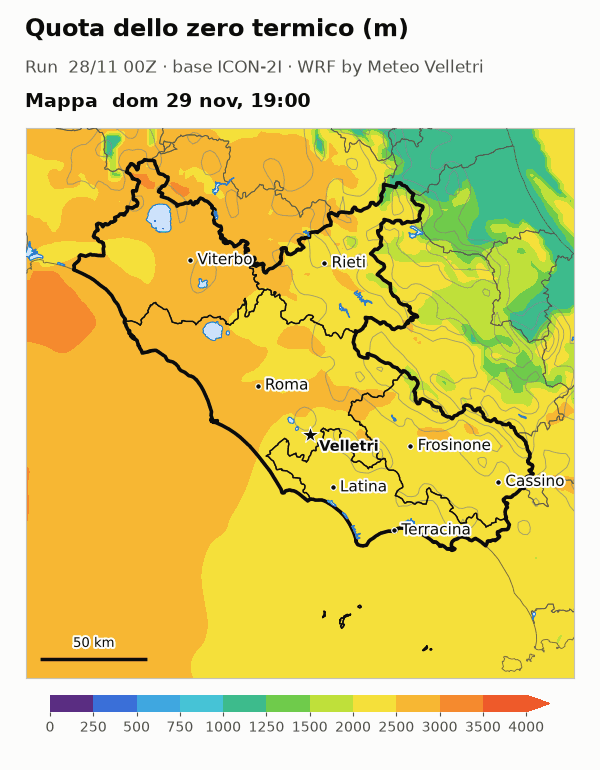 Quota dello zero termico (m)
Run 28/11 00Z · base ICON-2I · WRF by Meteo Velletri
Mappa dom 29 nov, 19:00
Viterbo
Rieti
Roma
Velletri
Frosinone
Latina
Cassino
Terracina
50 km
0 250 500 750 1000 1250 1500 2000 2500 3000 3500 4000